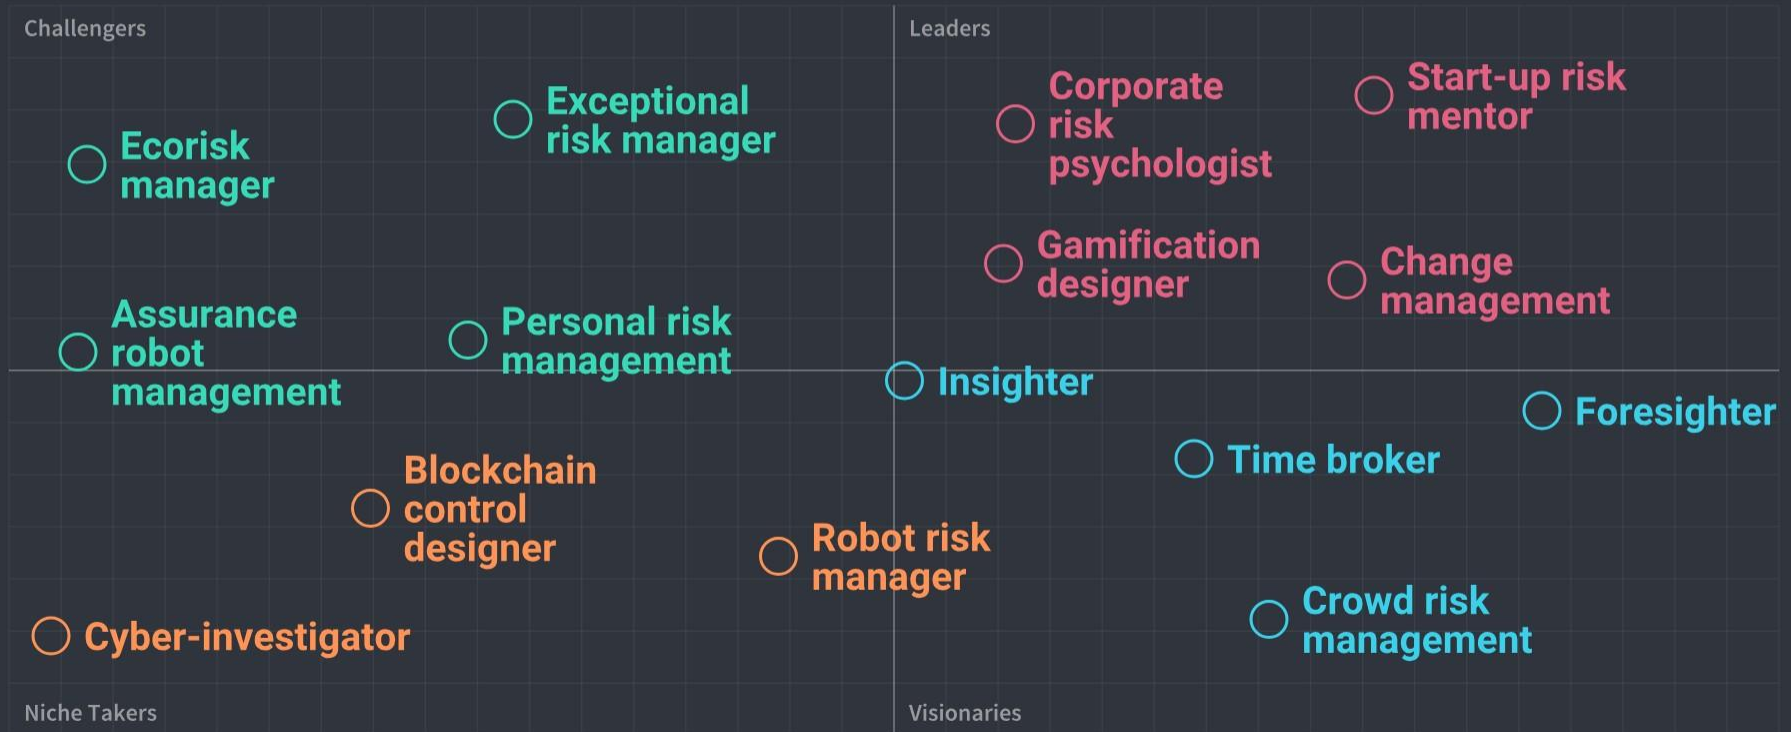 Challengers
Leaders
Ecorisk
manager
Exceptional
risk manager
Corporate
risk
psychologist
Start-up risk
mentor
Assurance
robot
management
Personal risk
management
Gamification
designer
Change
management
Insighter
Foresighter
Time broker
Blockchain
control
designer
Robot risk
manager
Crowd risk
management
Cyber-investigator
Niche Takers
Visionaries